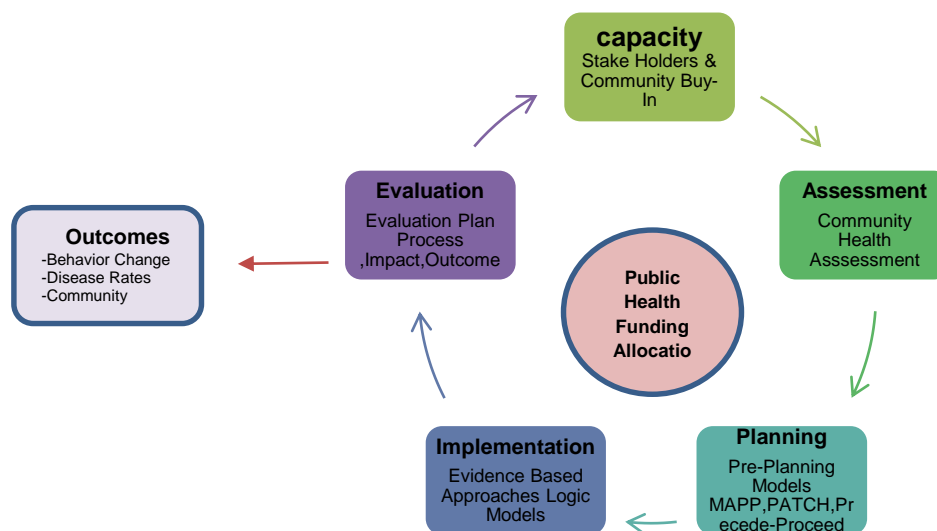 capacity
Stake Holders &
Community Buy-
In
Assessment
Community
Health
Asssessment
Planning
Pre-Planning
Models
MAPP,PATCH,Pr
ecede-Proceed
Implementation
Evidence Based
Approaches Logic
Models
Evaluation
Evaluation Plan
Process
,Impact,Outcome
Outcomes
-Behavior Change
-Disease Rates
-Community
Public
Health
Funding
Allocatio